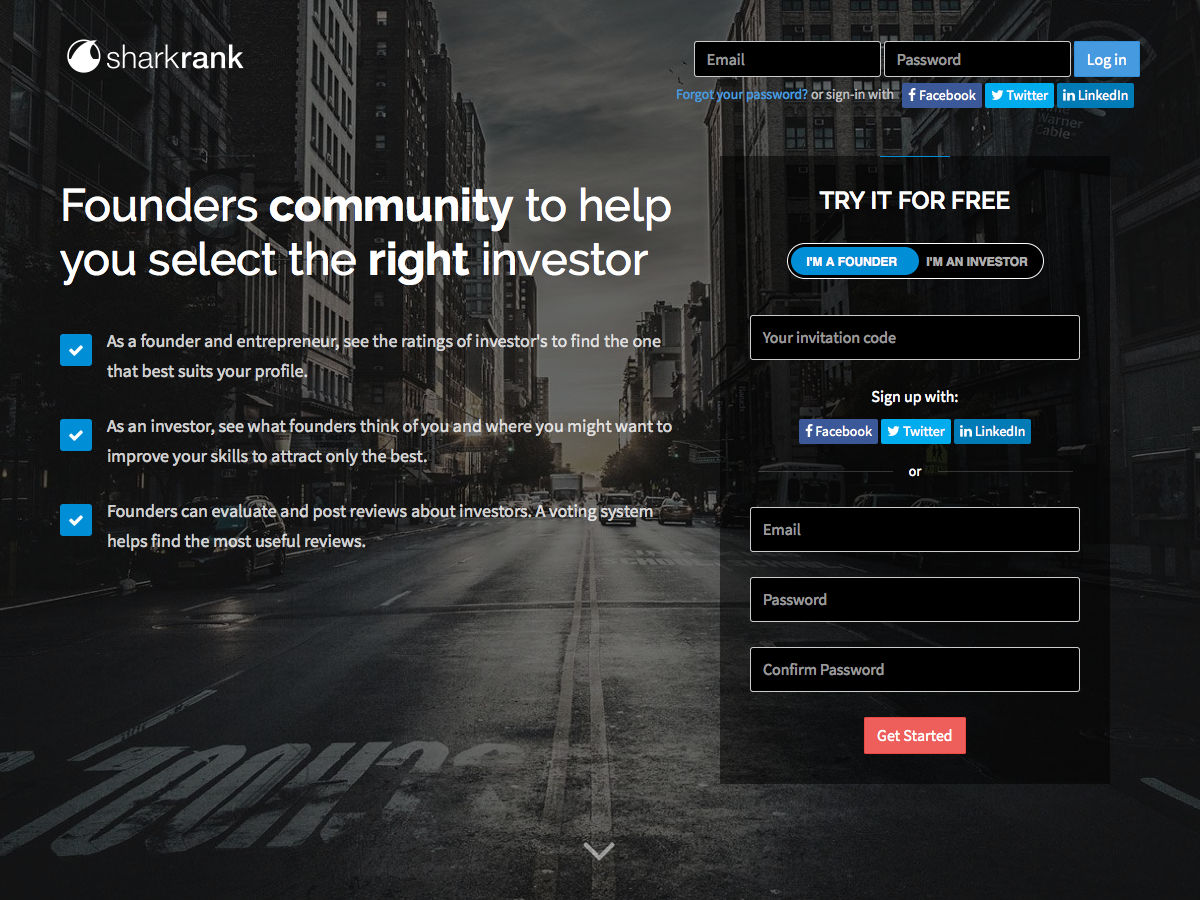 sharkrank
Email
Password
Log in
Forgot your password? or sign-in with
Facebook
Twitter
LinkedIn
Warner
Cable
Founders community to help
you select the right investor
As a founder and entrepreneur, see the ratings of investor's to find the one
that best suits your profile.
As an investor, see what founders think of you and where you might want to
improve your skills to attract only the best.
Founders can evaluate and post reviews about investors. A voting system
helps find the most useful reviews.
TRY IT FOR FREE
I'M A FOUNDER
I'M AN INVESTOR
Your invitation code
Sign up with:
Facebook
Twitter
LinkedIn
or
Email
Password
Confirm Password
Get Started
SCHOOL